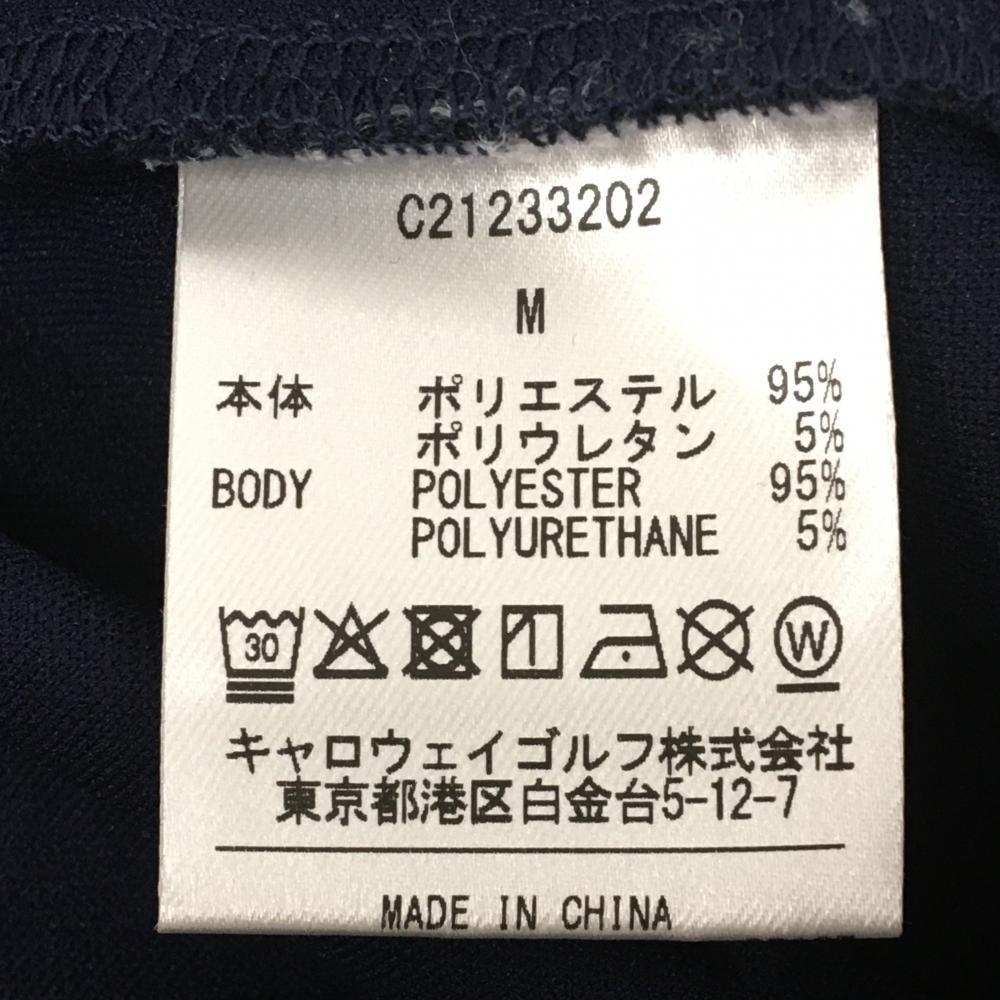 C21233202
M
本体 ポリエステル 95%
ポリウレタン 5%
BODY POLYESTER 95%
POLYURETHANE 5%
30 W
キャロウェイゴルフ株式会社
東京都港区白金台5-12-7
MADE IN CHINA